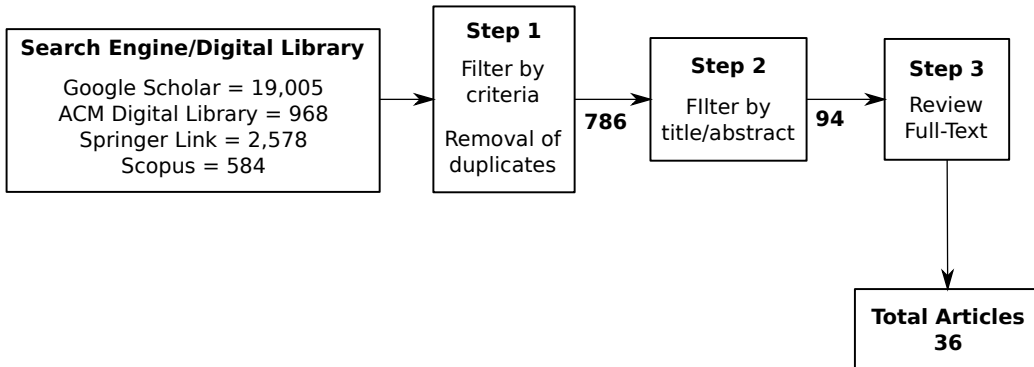 Search Engine/Digital Library
Google Scholar = 19,005
ACM Digital Library = 968
Springer Link = 2,578
Scopus = 584
Step 1
Filter by
criteria
Removal of
duplicates
786
Step 2
FIlter by
title/abstract
94
Step 3
Review
Full-Text
Total Articles
36